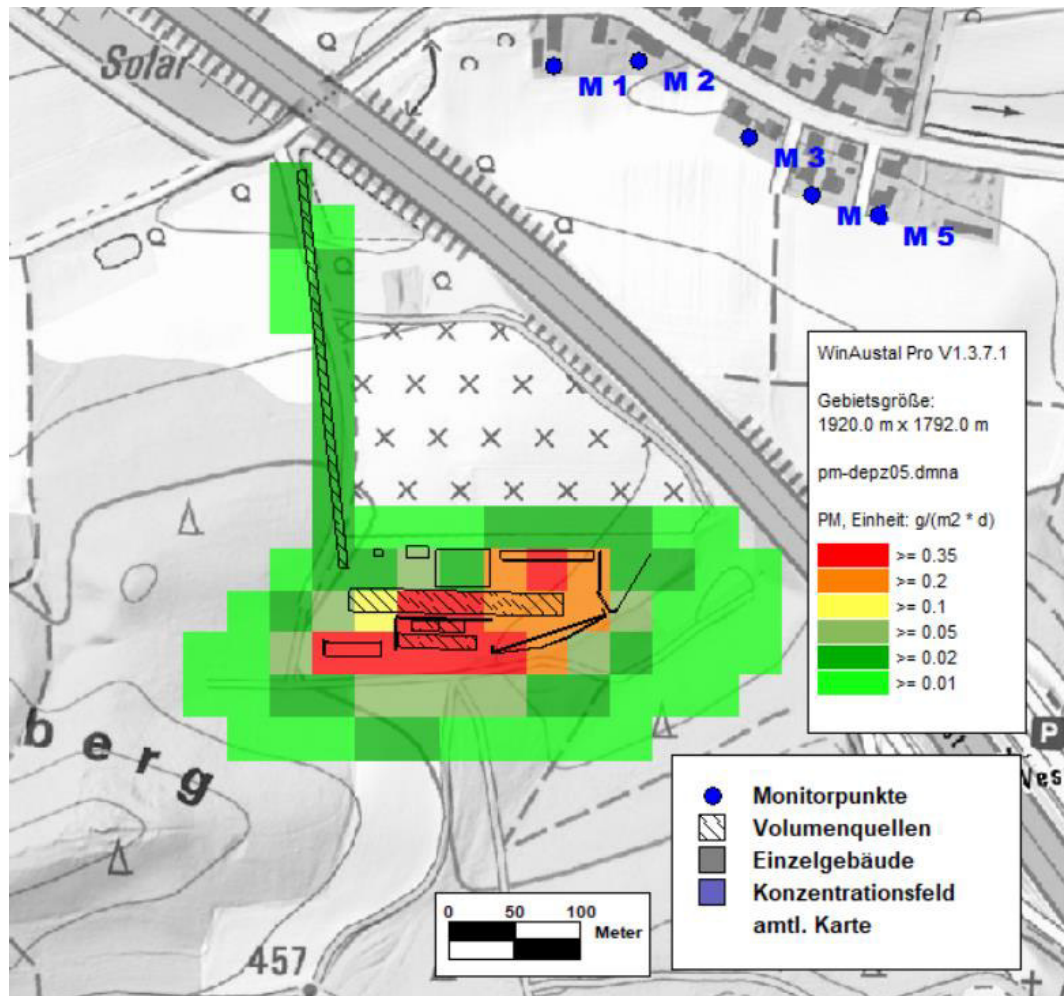 Solar
M 1
M 2
M 3
M 4
M 5
WinAustal Pro V1.3.7.1
Gebietsgröße:
1920.0 m x 1792.0 m
pm-depz05.dmna
PM, Einheit: g/(m2 * d)
>= 0.35
>= 0.2
>= 0.1
>= 0.05
>= 0.02
>= 0.01
berg
P
Wes
Monitorpunkte
Volumenquellen
Einzelgebäude
Konzentrationsfeld
amtl. Karte
0 50 100
Meter
457